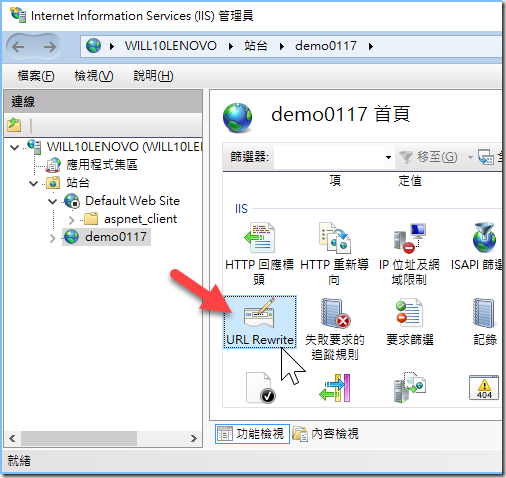 Internet Information Services (IIS) 管理員
WILL10LENOVO 站台 demo0117
檔案(F) 檢視(V) 說明(H)
連線
WILL10LENOVO (WILL10LEN
應用程式集區
站台
Default Web Site
aspnet_client
demo0117
demo0117 首頁
篩選器: 移至(G)
項 定值
IIS
HTTP 回應標頭
HTTP 重新導向
IP 位址及網域限制
ISAPI 篩選
URL Rewrite
失敗要求的追蹤規則
要求篩選
記錄
404
功能檢視 內容檢視
就緒